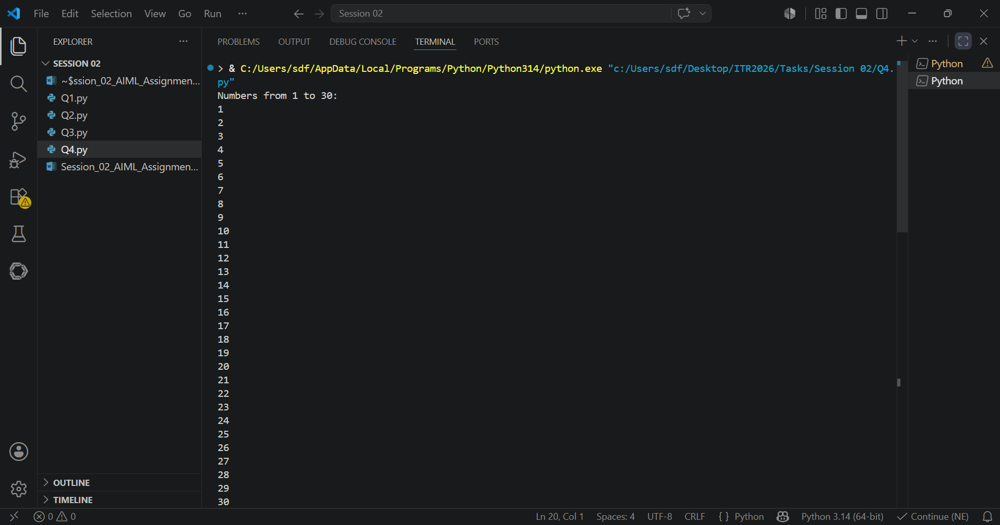 File Edit Selection View Go Run ··· Session 02
EXPLORER ···
SESSION 02
~$ssion_02_AIML_Assignmen...
Q1.py
Q2.py
Q3.py
Q4.py
Session_02_AIML_Assignmen...
OUTLINE
TIMELINE
PROBLEMS OUTPUT DEBUG CONSOLE TERMINAL PORTS
> & C:/Users/sdf/AppData/Local/Programs/Python/Python314/python.exe "c:/Users/sdf/Desktop/ITR2026/Tasks/Session 02/Q4.
py"
Numbers from 1 to 30:
1
2
3
4
5
6
7
8
9
10
11
12
13
14
15
16
17
18
19
20
21
22
23
24
25
26
27
28
29
30
Python
Python
0 0 Ln 20, Col 1 Spaces: 4 UTF-8 CRLF { } Python Python 3.14 (64-bit) Continue (NE)